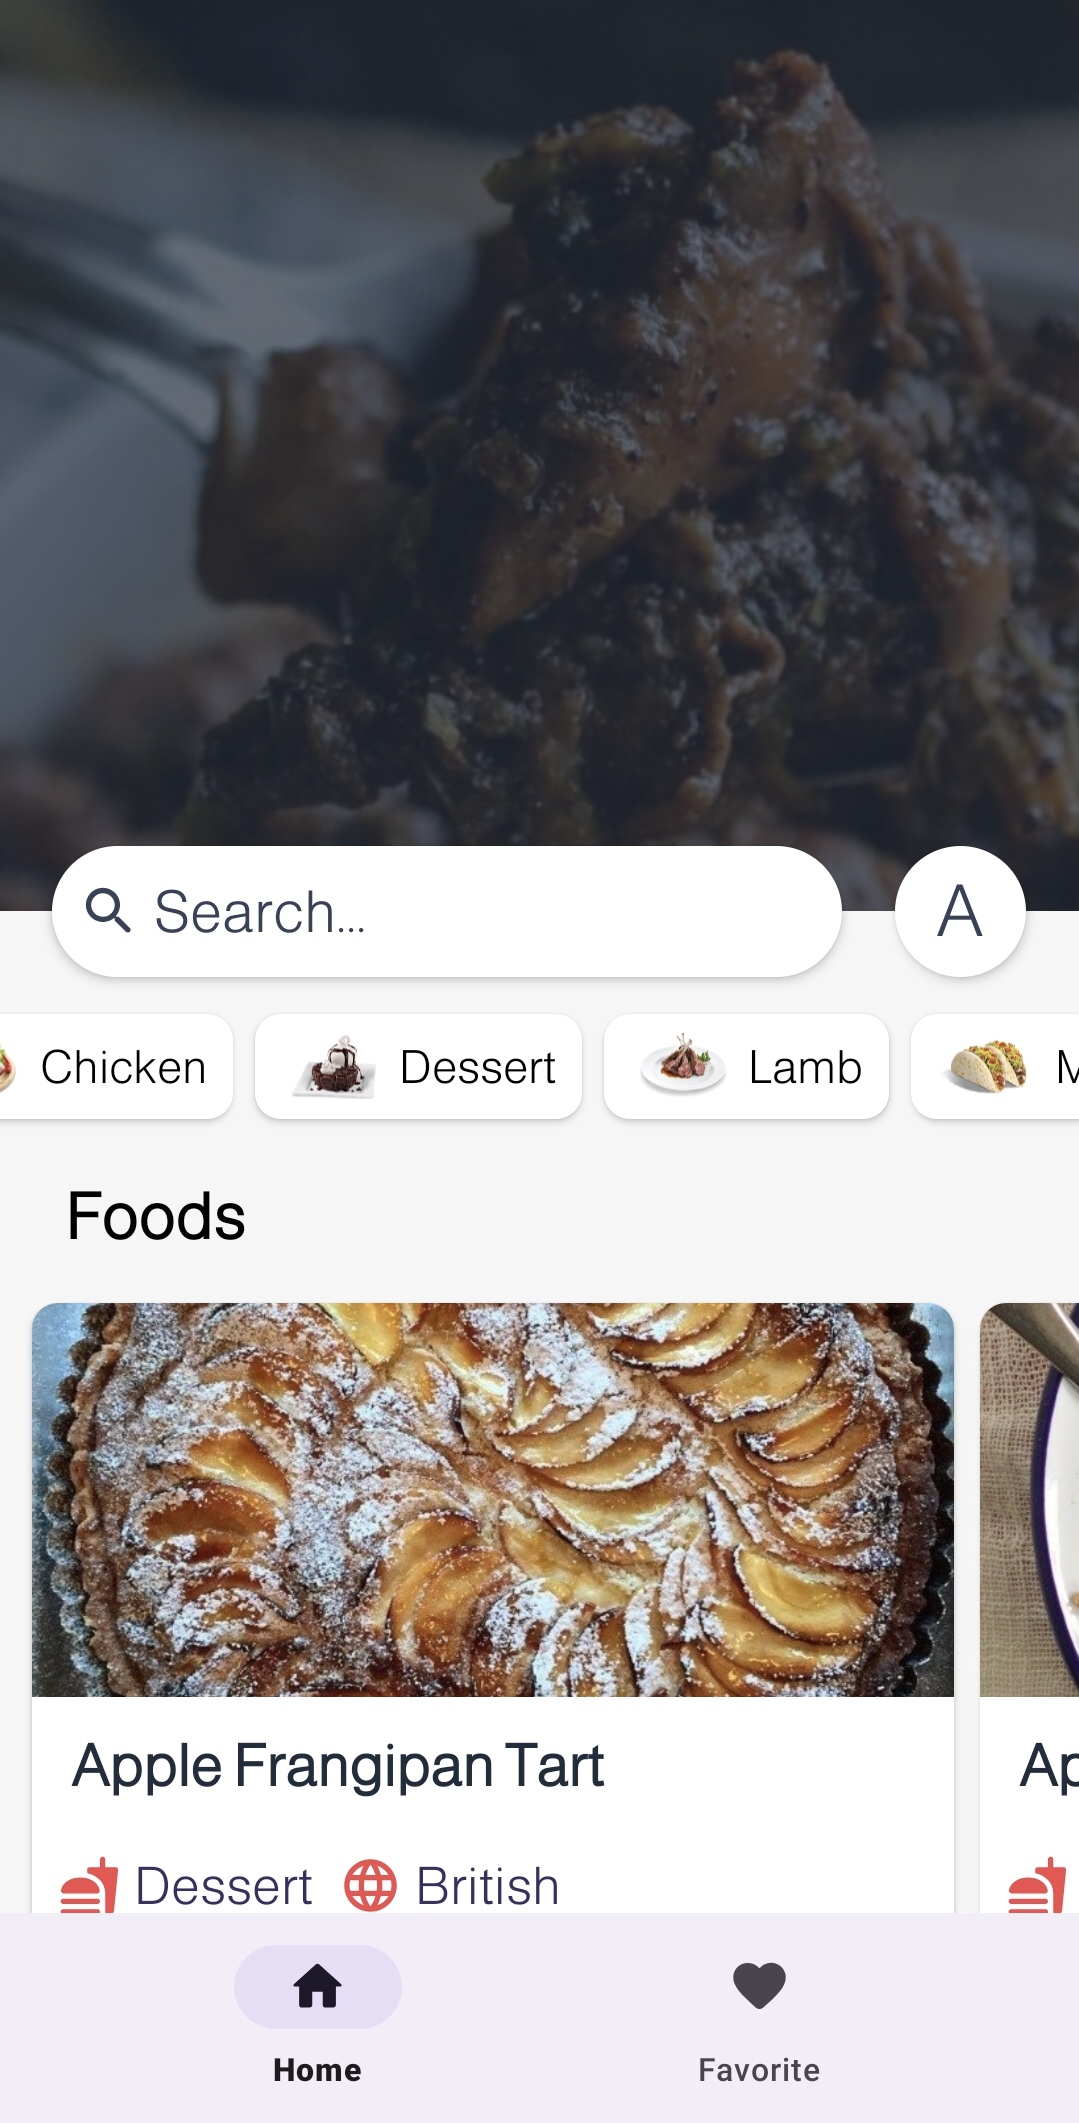 Search...
A
Chicken Dessert Lamb M
Foods
Apple Frangipan Tart Ap
Dessert British
Home Favorite